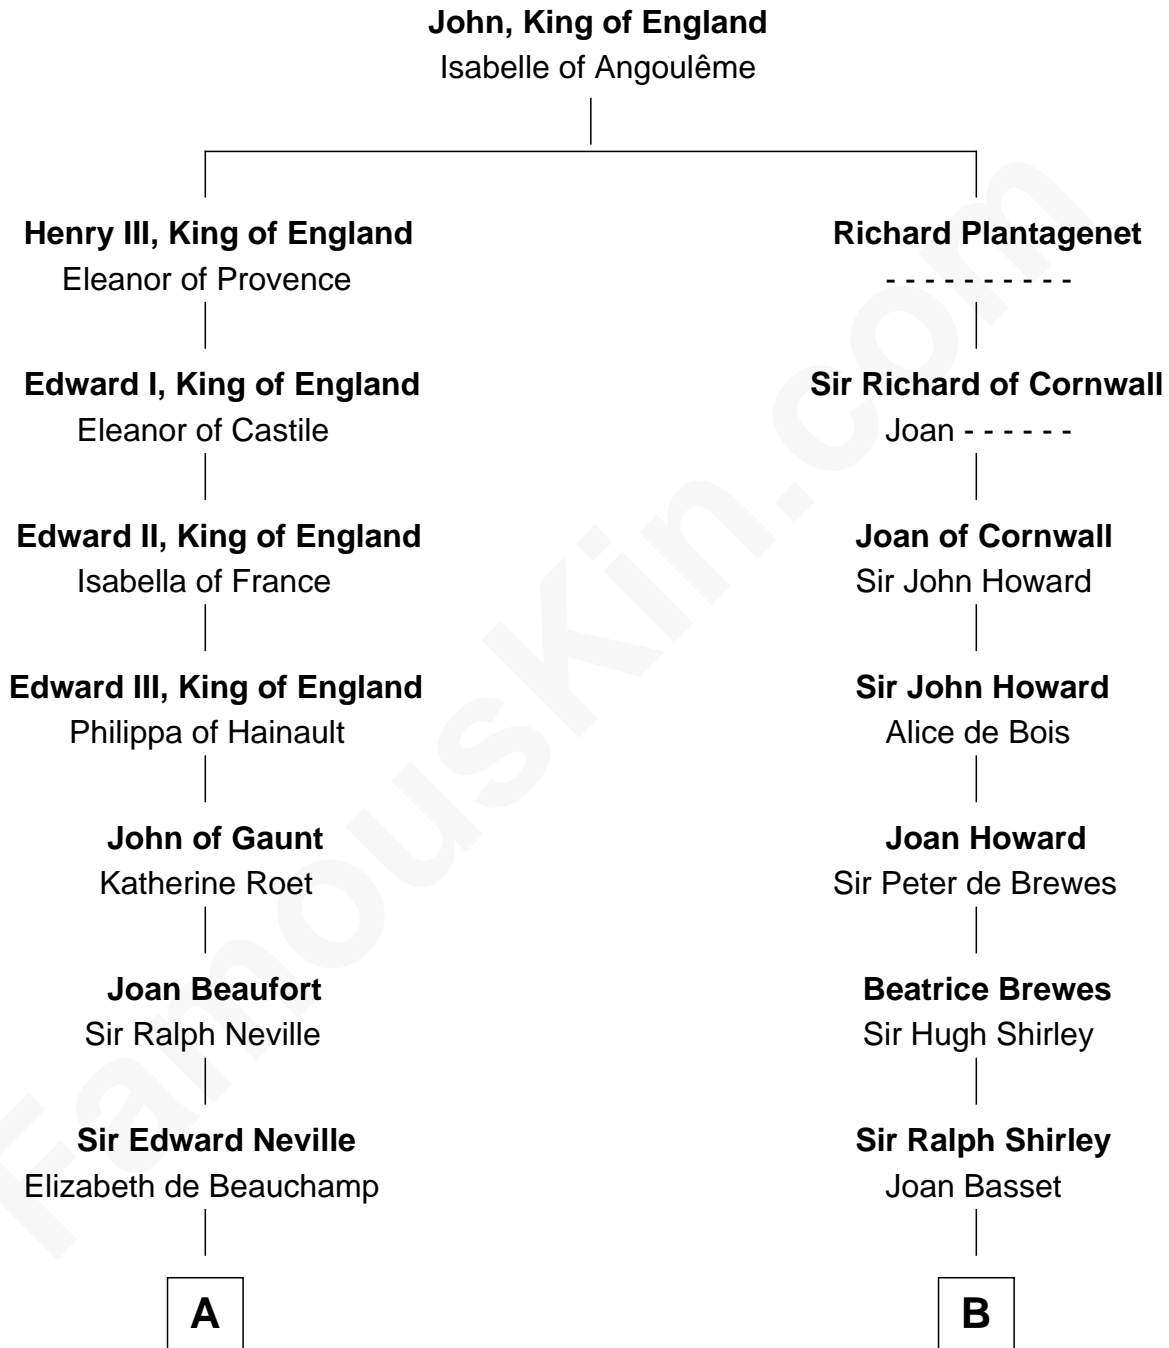 John, King of England
Isabelle of Angoulême
Henry III, King of England
Eleanor of Provence
Richard Plantagenet
- - - - - - - - - -
Edward I, King of England
Eleanor of Castile
Sir Richard of Cornwall
Joan - - - - - -
Edward II, King of England
Isabella of France
Joan of Cornwall
Sir John Howard
Edward III, King of England
Philippa of Hainault
Sir John Howard
Alice de Bois
John of Gaunt
Katherine Roet
Joan Howard
Sir Peter de Brewes
Joan Beaufort
Sir Ralph Neville
Beatrice Brewes
Sir Hugh Shirley
Sir Edward Neville
Elizabeth de Beauchamp
Sir Ralph Shirley
Joan Basset
A
B
FamousKin.com